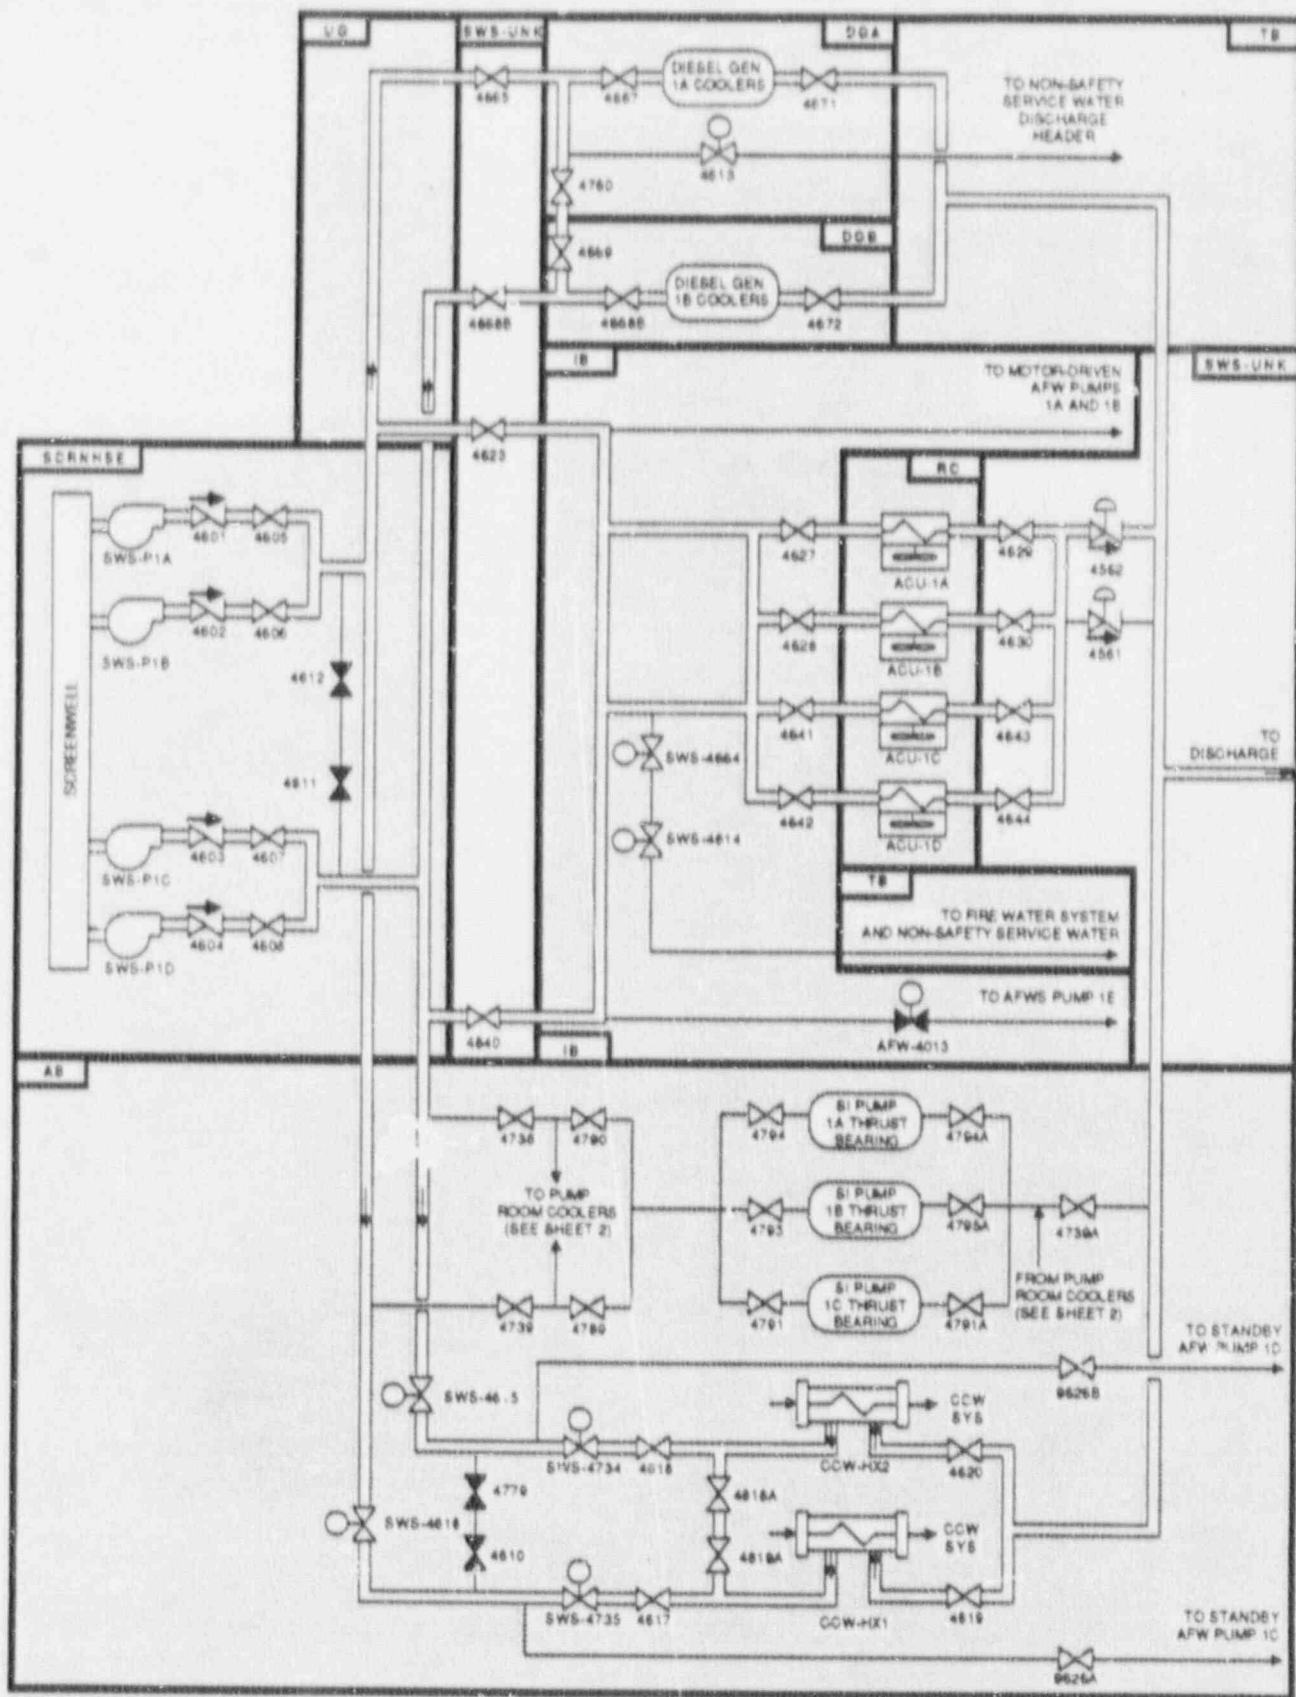 UG
SWS-UNK
DGA
TB
DIESEL GEN
1A COOLERS
4665
4667
4671
TO NON-SAFETY
SERVICE WATER
DISCHARGE
HEADER
4613
4760
DGB
4669
DIESEL GEN
1B COOLERS
4668B
4668B
4672
IB
SWS-UNK
TO MOTOR-DRIVEN
AFW PUMPS
1A AND 1B
4623
SCRNHSE
RC
SCREENWELL
SWS-P1A
4601
4605
4627
ACU-1A
4629
4562
SWS-P1B
4602
4606
4628
ACU-1B
4630
4561
4612
4611
4641
ACU-1C
4643
SWS-4664
TO
DISCHARGE
4642
ACU-1D
4644
SWS-4614
SWS-P1C
4603
4607
TB
SWS-P1D
4604
4608
TO FIRE WATER SYSTEM
AND NON-SAFETY SERVICE WATER
TO AFWS PUMP 1E
4640
IB
AFW-4013
AB
4738
4790
4794
SI PUMP
1A THRUST
BEARING
4794A
TO PUMP
ROOM COOLERS
(SEE SHEET 2)
4793
SI PUMP
1B THRUST
BEARING
4795A
4739A
4739
4789
4791
SI PUMP
1C THRUST
BEARING
4791A
FROM PUMP
ROOM COOLERS
(SEE SHEET 2)
TO STANDBY
AFW PUMP 1D
9626B
CCW
SYS
SWS-4734
4618
CCW-HX2
4620
4779
4618A
SWS-4616
4610
4619A
CCW
SYS
SWS-4735
4617
CCW-HX1
4619
TO STANDBY
AFW PUMP 1C
9626A